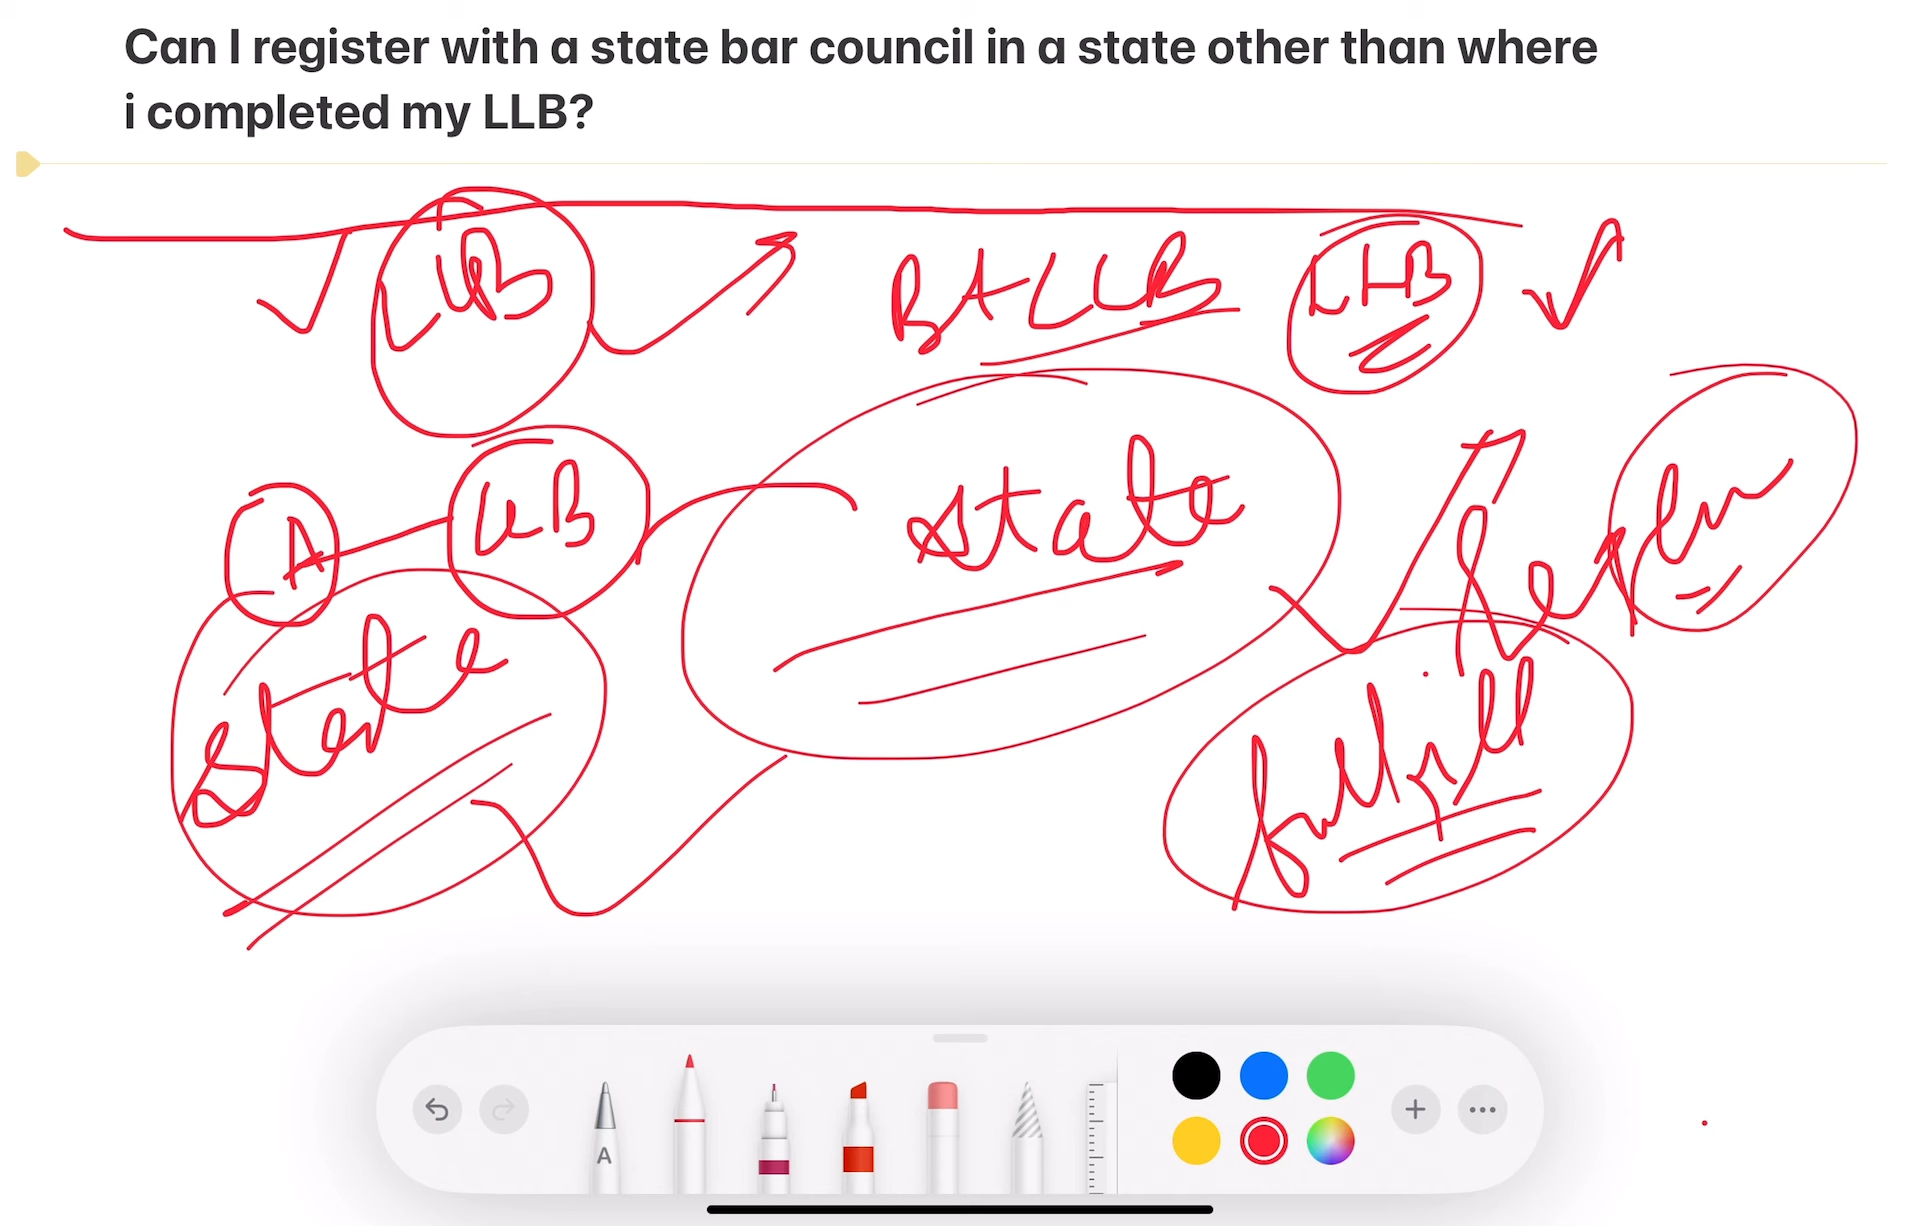 Can I register with a state bar council in a state other than where
i completed my LLB?
LLB BALLB LLB
A LLB State
State
fullfill
A